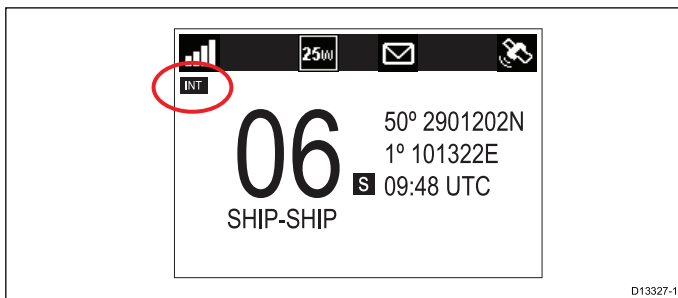 25W
INT
06
50º 2901202N
1º 101322E
S 09:48 UTC
SHIP-SHIP
D13327-1